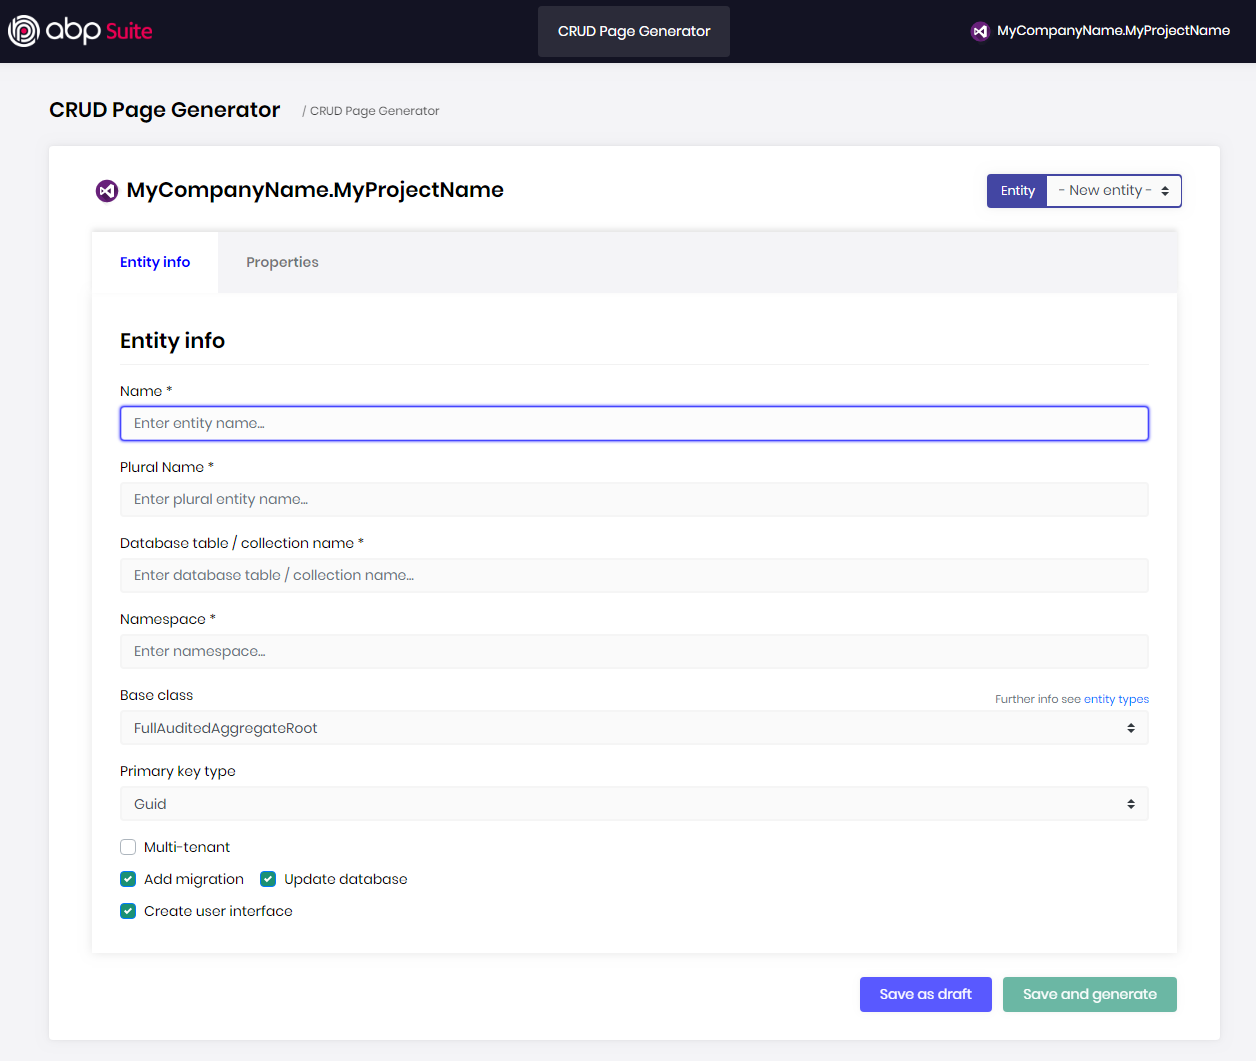 abp Suite
CRUD Page Generator
MyCompanyName.MyProjectName
CRUD Page Generator
/ CRUD Page Generator
MyCompanyName.MyProjectName
Entity
- New entity -
Entity info
Properties
Entity info
Name *
Enter entity name...
Plural Name *
Enter plural entity name...
Database table / collection name *
Enter database table / collection name...
Namespace *
Enter namespace...
Base class
Further info see entity types
FullAuditedAggregateRoot
Primary key type
Guid
Multi-tenant
Add migration
Update database
Create user interface
Save as draft
Save and generate